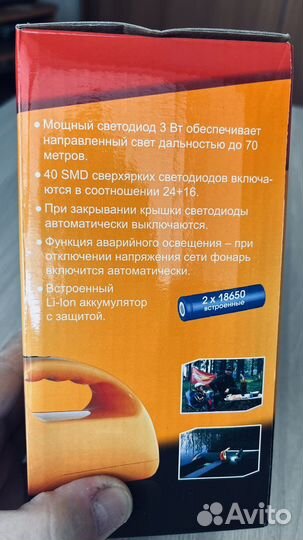 • Мощный светодиод 3 Вт обеспечивает
направленный свет дальностью до 70
метров.
• 40 SMD сверхярких светодиодов включа-
ются в соотношении 24+16.
• При закрывании крышки светодиоды
автоматически выключаются.
• Функция аварийного освещения – при
отключении напряжения сети фонарь
включится автоматически.
• Встроенный
Li-Ion аккумулятор
с защитой.
2 x 18650
встроенные
Avito